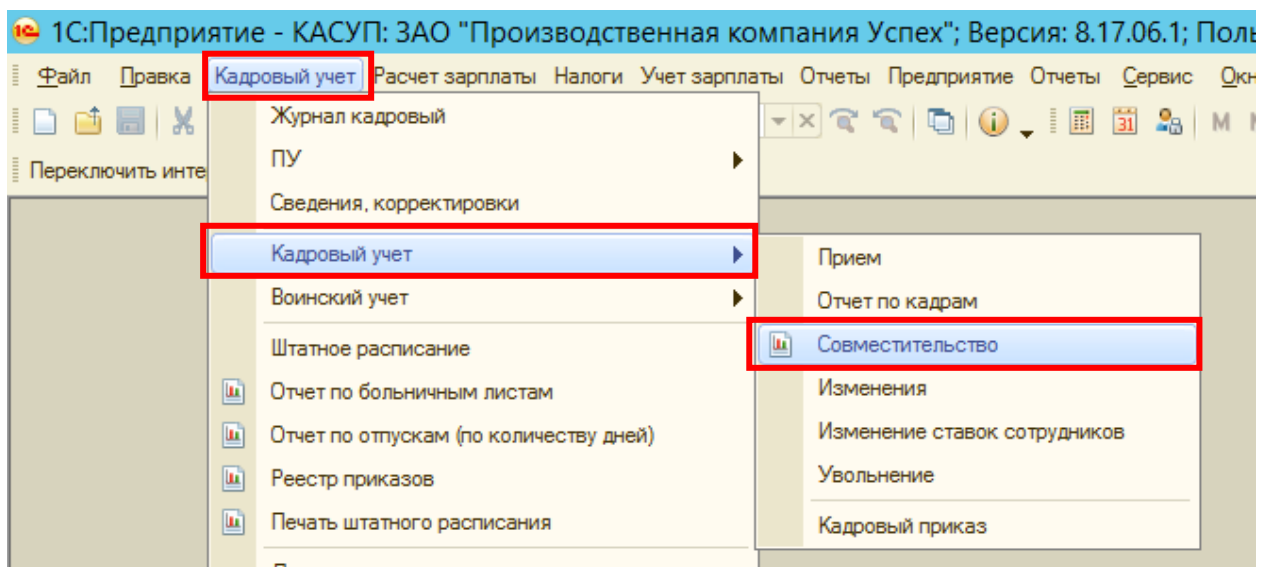 1С:Предприятие - КАСУП: ЗАО "Производственная компания Успех"; Версия: 8.17.06.1;
Файл Правка Кадровый учет Расчет зарплаты Налоги Учет зарплаты Отчеты Предприятие Отчеты Сервис
31 M
Переключить
Журнал кадровый
ПУ
Сведения, корректировки
Кадровый учет
Воинский учет
Штатное расписание
Отчет по больничным листам
Отчет по отпускам (по количеству дней)
Реестр приказов
Печать штатного расписания
Прием
Отчет по кадрам
Совместительство
Изменения
Изменение ставок сотрудников
Увольнение
Кадровый приказ